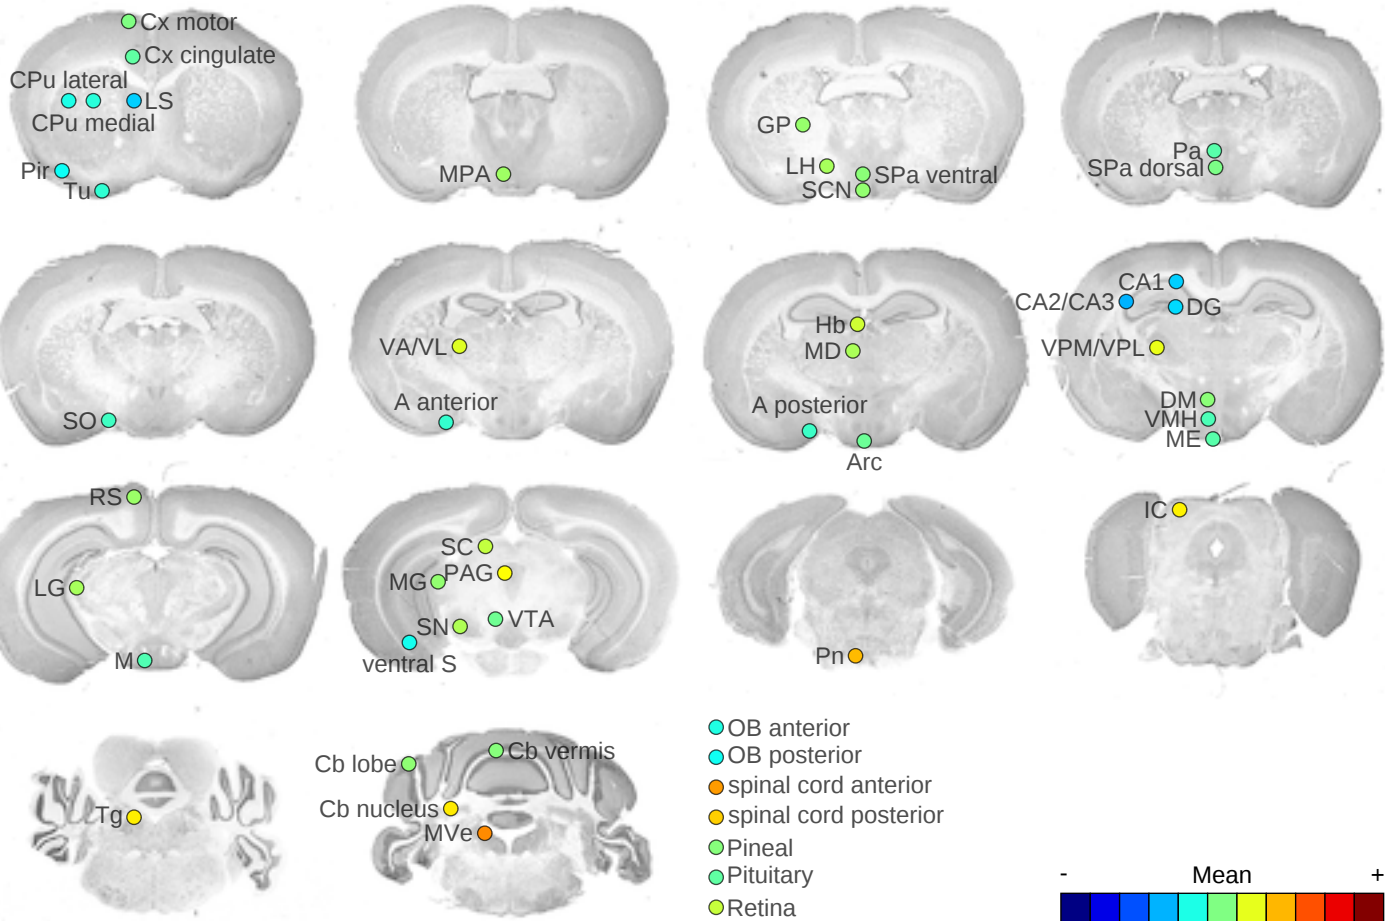 Cx motor
Cx cingulate
CPu lateral
LS
CPu medial
Pir
Tu
MPA
GP
LH
SPa ventral
SCN
Pa
SPa dorsal
SO
VA/VL
A anterior
Hb
MD
A posterior
Arc
CA1
CA2/CA3
DG
VPM/VPL
DM
VMH
ME
RS
LG
M
SC
PAG
MG
VTA
SN
ventral S
Pn
IC
Tg
Cb vermis
Cb lobe
Cb nucleus
MVe
OB anterior
OB posterior
spinal cord anterior
spinal cord posterior
Pineal
Pituitary
Retina
- Mean +